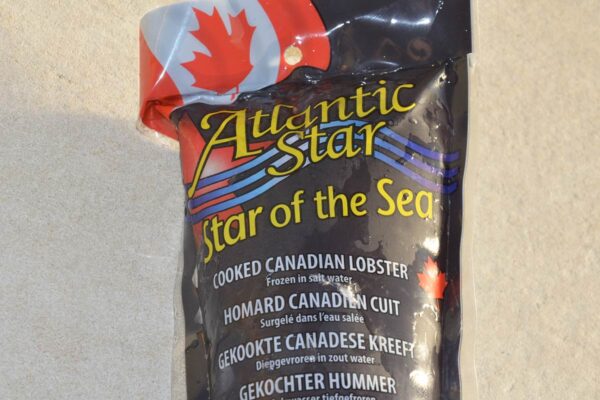 Atlantic
Star
Star of the Sea
COOKED CANADIAN LOBSTER
Frozen in salt water
HOMARD CANADIEN CUIT
Surgelé dans l'eau salée
GEKOOKTE CANADESE KREEFT
Diepgevroren in zout water
GEKOCHTER HUMMER
tiefgefroren